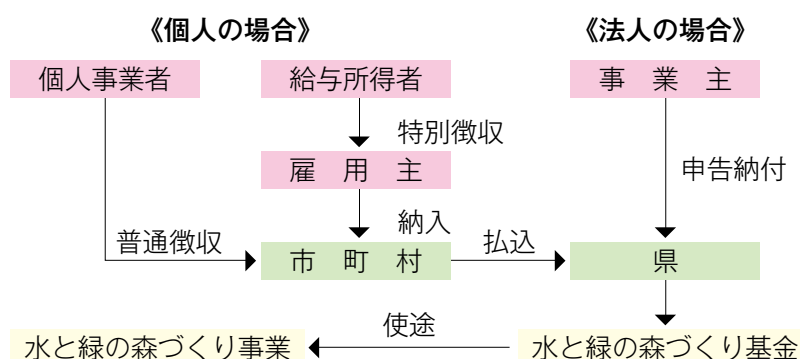 《個人の場合》
《法人の場合》
個人事業者
給与所得者
事業主
特別徴収
雇用主
申告納付
納入
普通徴収
市町村
払込
県
使途
水と緑の森づくり事業
水と緑の森づくり基金